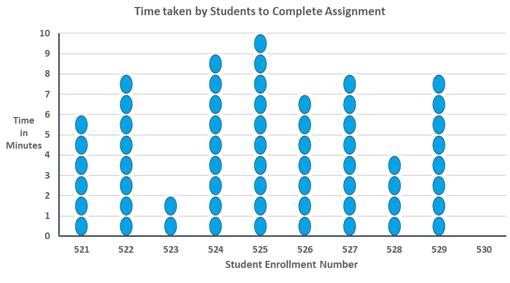 Time taken by Students to Complete Assignment
10
9
8
7
6
5
4
3
2
1
0
Time
in
Minutes
521 522 523 524 525 526 527 528 529 530
Student Enrollment Number